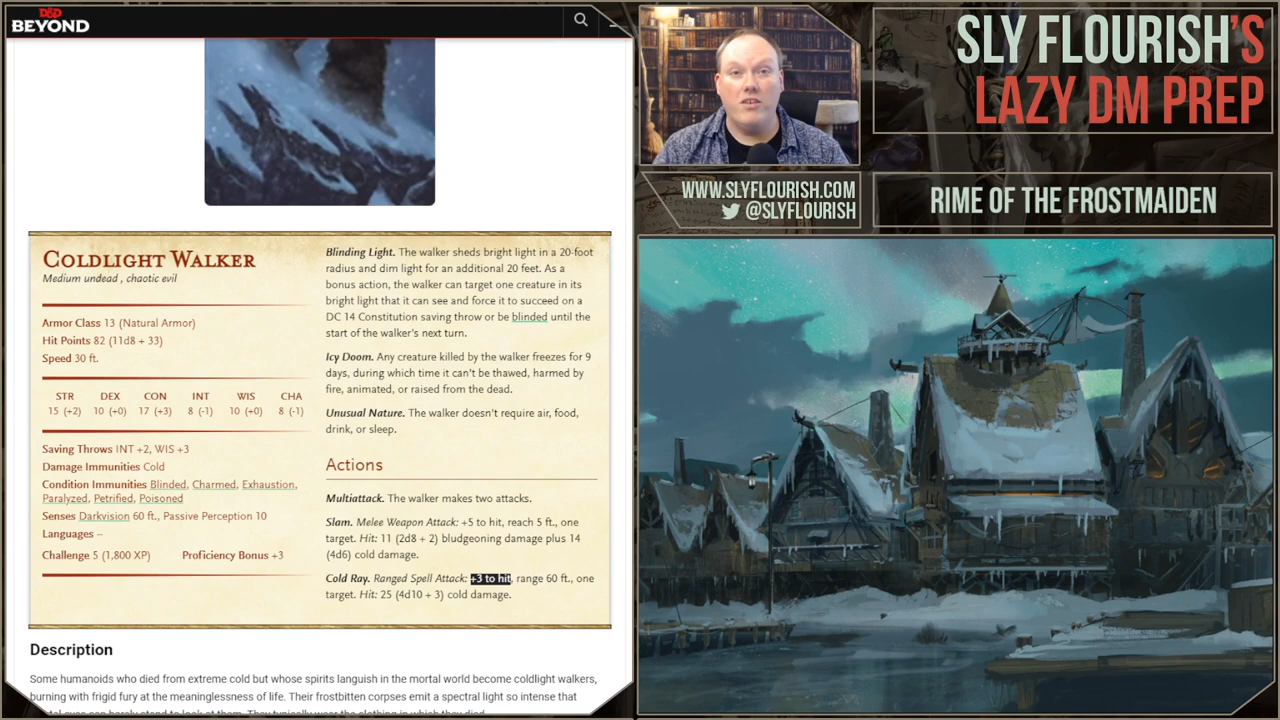 D&D
BEYOND
COLDLIGHT WALKER
Medium undead , chaotic evil
Armor Class 13 (Natural Armor)
Hit Points 82 (11d8 + 33)
Speed 30 ft.
STR DEX CON INT WIS CHA
15 (+2) 10 (+0) 17 (+3) 8 (-1) 10 (+0) 8 (-1)
Saving Throws INT +2, WIS +3
Damage Immunities Cold
Condition Immunities Blinded, Charmed, Exhaustion,
Paralyzed, Petrified, Poisoned
Senses Darkvision 60 ft., Passive Perception 10
Languages --
Challenge 5 (1,800 XP) Proficiency Bonus +3
Blinding Light. The walker sheds bright light in a 20-foot
radius and dim light for an additional 20 feet. As a
bonus action, the walker can target one creature in its
bright light that it can see and force it to succeed on a
DC 14 Constitution saving throw or be blinded until the
start of the walker's next turn.
Icy Doom. Any creature killed by the walker freezes for 9
days, during which time it can't be thawed, harmed by
fire, animated, or raised from the dead.
Unusual Nature. The walker doesn't require air, food,
drink, or sleep.
Actions
Multiattack. The walker makes two attacks.
Slam. Melee Weapon Attack: +5 to hit, reach 5 ft., one
target. Hit: 11 (2d8 + 2) bludgeoning damage plus 14
(4d6) cold damage.
Cold Ray. Ranged Spell Attack: +3 to hit, range 60 ft., one
target. Hit: 25 (4d10 + 3) cold damage.
Description
Some humanoids who died from extreme cold but whose spirits languish in the mortal world become coldlight walkers,
burning with frigid fury at the meaninglessness of life. Their frostbitten corpses emit a spectral light so intense that
SLY FLOURISH'S
LAZY DM PREP
WWW.SLYFLOURISH.COM
@SLYFLOURISH
RIME OF THE FROSTMAIDEN